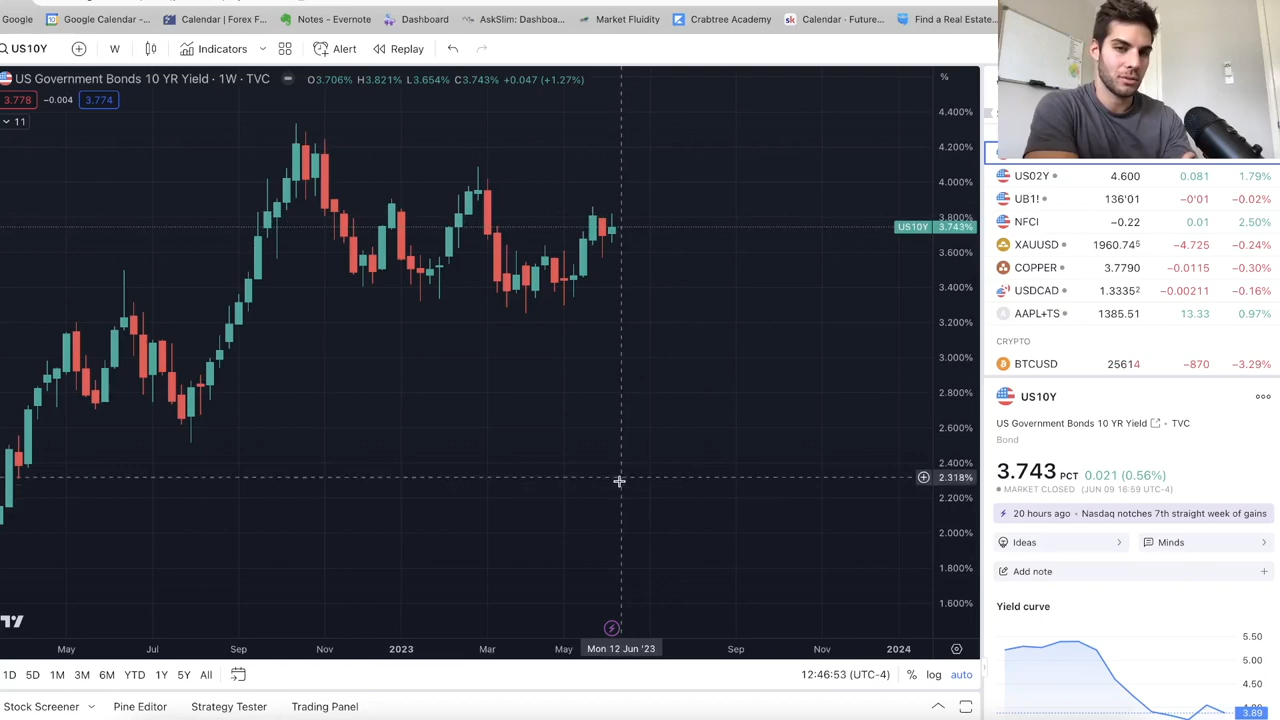 Google Google Calendar -... Calendar | Forex F... Notes - Evernote Dashboard AskSlim: Dashboa... Market Fluidity Crabtree Academy Calendar · Future... Find a Real Estate...
US10Y W Indicators Alert Replay
US Government Bonds 10 YR Yield · 1W · TVC O3.706% H3.821% L3.654% C3.743% +0.047 (+1.27%) %
3.778 −0.004 3.774
11
4.400%
4.200%
4.000%
3.800%
US10Y 3.743%
3.600%
3.400%
3.200%
3.000%
2.800%
2.600%
2.400%
2.318%
2.200%
2.000%
1.800%
1.600%
May Jul Sep Nov 2023 Mar May Mon 12 Jun '23 Sep Nov 2024
1D 5D 1M 3M 6M YTD 1Y 5Y All 12:46:53 (UTC-4) % log auto
Stock Screener Pine Editor Strategy Tester Trading Panel
US02Y 4.600 0.081 1.79%
UB1! 136'01 −0'01 −0.02%
NFCI −0.22 0.01 2.50%
XAUUSD 1960.745 −4.725 −0.24%
COPPER 3.7790 −0.0115 −0.30%
USDCAD 1.33352 −0.00211 −0.16%
AAPL+TS 1385.51 13.33 0.97%
CRYPTO
BTCUSD 25614 −870 −3.29%
US10Y
US Government Bonds 10 YR Yield · TVC
Bond
3.743 PCT 0.021 (0.56%)
MARKET CLOSED (JUN 09 16:59 UTC-4)
20 hours ago · Nasdaq notches 7th straight week of gains
Ideas Minds
Add note
Yield curve
5.50
5.00
4.50
3.89